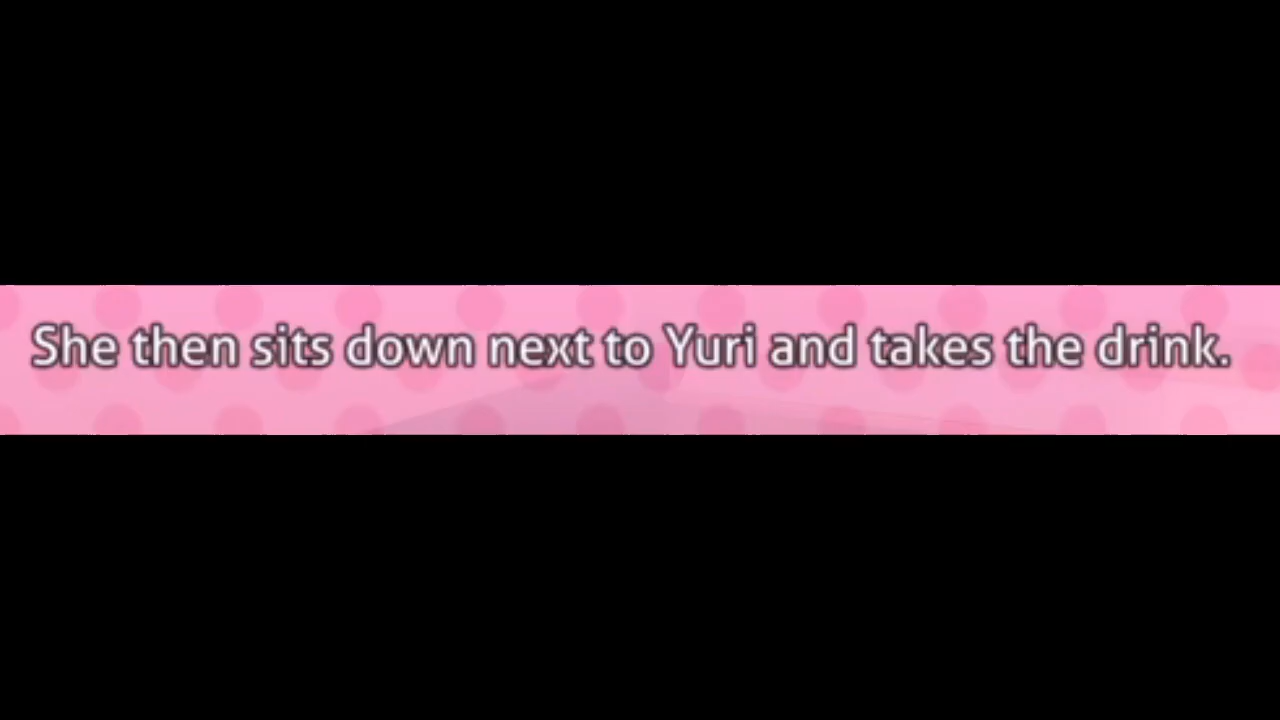 She then sits down next to Yuri and takes the drink.